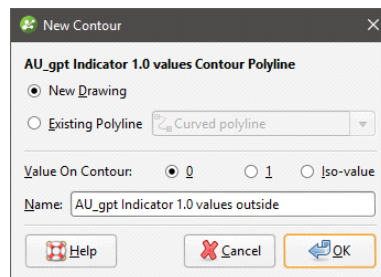 New Contour
AU_gpt Indicator 1.0 values Contour Polyline
New Drawing
Existing Polyline Curved polyline
Value On Contour: 0 1 Iso-value
Name: AU_gpt Indicator 1.0 values outside
Help Cancel OK